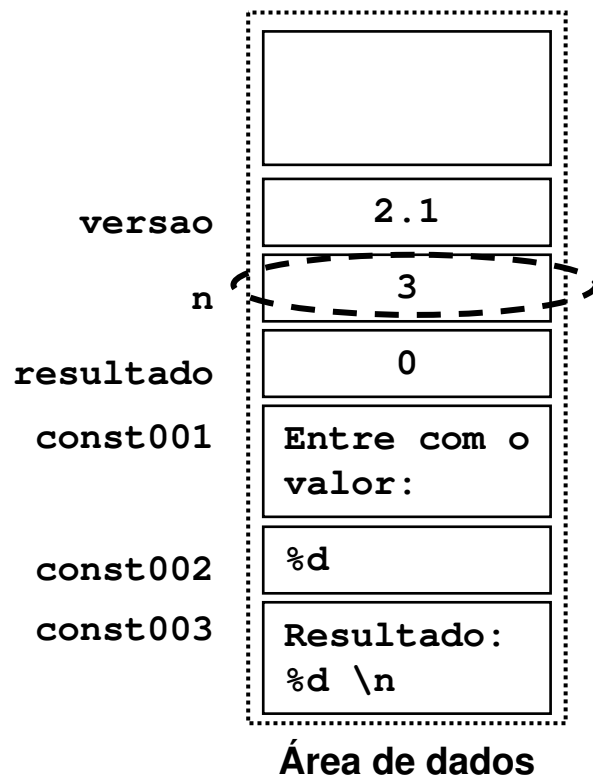 versao 2.1
n 3
resultado 0
const001 Entre com o
valor:
const002 %d
const003 Resultado:
%d \n
Área de dados